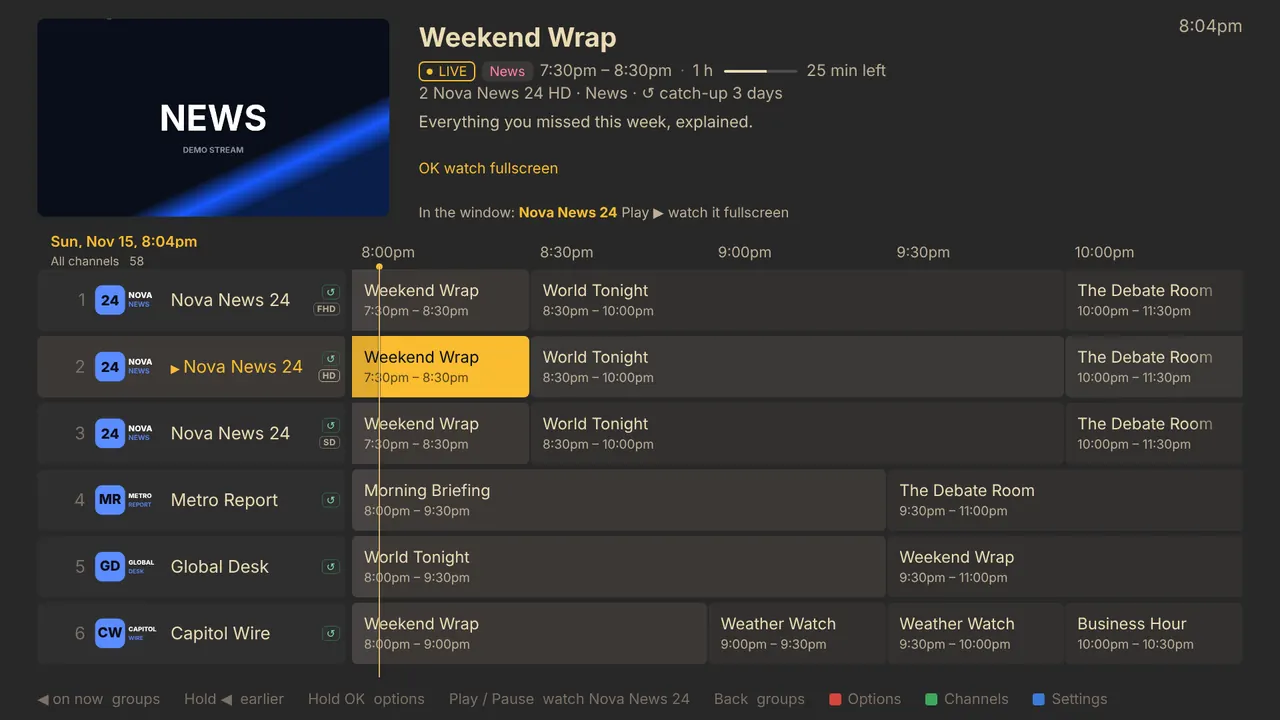 8:04pm
NEWS
DEMO STREAM
Weekend Wrap
● LIVE News 7:30pm – 8:30pm · 1 h 25 min left
2 Nova News 24 HD · News · ↺ catch-up 3 days
Everything you missed this week, explained.
OK watch fullscreen
In the window: Nova News 24 Play ▶ watch it fullscreen
Sun, Nov 15, 8:04pm
All channels 58
8:00pm 8:30pm 9:00pm 9:30pm 10:00pm
1 24 NOVA NEWS Nova News 24 ↺ FHD
Weekend Wrap
7:30pm – 8:30pm
World Tonight
8:30pm – 10:00pm
The Debate Room
10:00pm – 11:30pm
2 24 NOVA NEWS ▶ Nova News 24 ↺ HD
Weekend Wrap
7:30pm – 8:30pm
World Tonight
8:30pm – 10:00pm
The Debate Room
10:00pm – 11:30pm
3 24 NOVA NEWS Nova News 24 ↺ SD
Weekend Wrap
7:30pm – 8:30pm
World Tonight
8:30pm – 10:00pm
The Debate Room
10:00pm – 11:30pm
4 MR METRO REPORT Metro Report ↺
Morning Briefing
8:00pm – 9:30pm
The Debate Room
9:30pm – 11:00pm
5 GD GLOBAL DESK Global Desk ↺
World Tonight
8:00pm – 9:30pm
Weekend Wrap
9:30pm – 11:00pm
6 CW CAPITOL WIRE Capitol Wire ↺
Weekend Wrap
8:00pm – 9:00pm
Weather Watch
9:00pm – 9:30pm
Weather Watch
9:30pm – 10:00pm
Business Hour
10:00pm – 10:30pm
◀ on now groups Hold ◀ earlier Hold OK options Play / Pause watch Nova News 24 Back groups Options Channels Settings